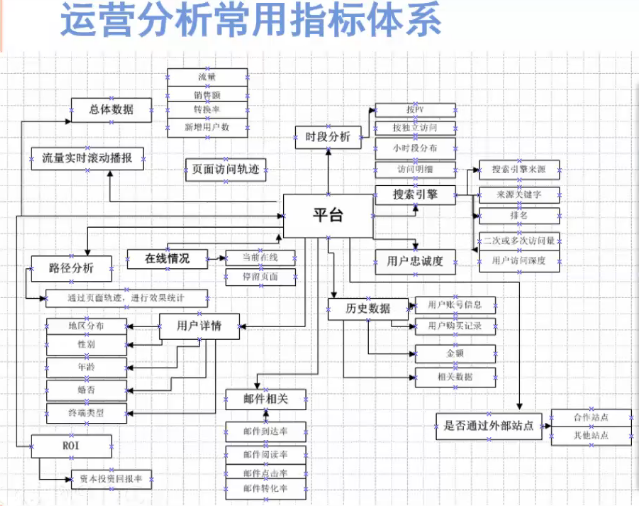 运营分析常用指标体系
流量
总体数据
销售额
转换率
新增用户数
时段分析
按PV
按独立访问
小时段分布
访问明细
流量实时滚动播报
页面访问轨迹
搜索引擎来源
平台
搜索引擎
来源关键字
排名
二次或多次访问量
用户访问深度
在线情况
当前在线
停留页面
用户忠诚度
路径分析
通过页面轨迹，进行效果统计
用户详情
地区分布
性别
年龄
婚否
终端类型
历史数据
用户账号信息
用户购买记录
金额
相关数据
邮件相关
邮件到达率
邮件阅读率
邮件点击率
邮件转化率
是否通过外部站点
合作站点
其他站点
ROI
资本投资回报率